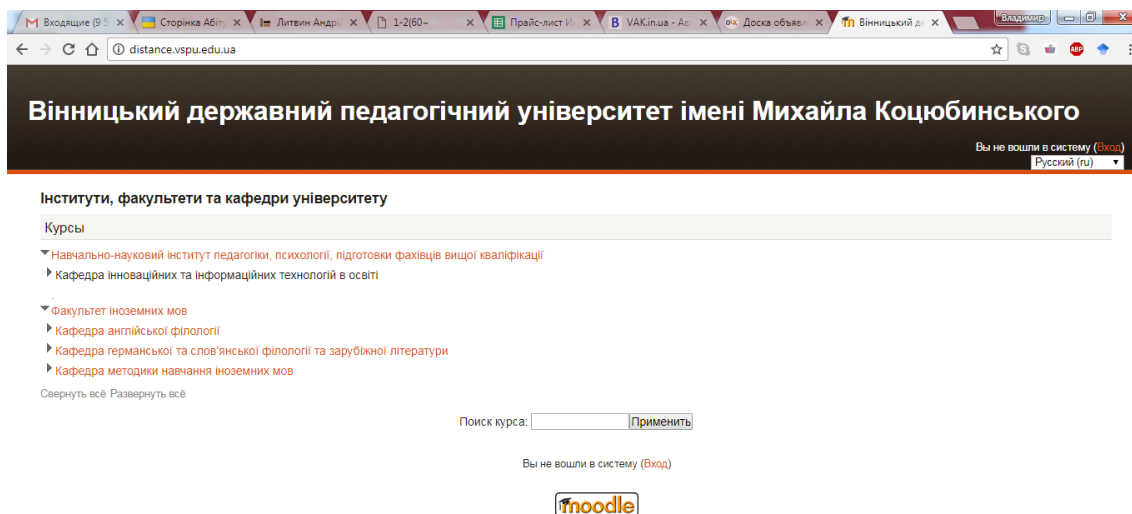 Входящие (9 5
Сторінка Абіту
Литвин Андрі
1-2(60~
Прайс-лист И
VAK.in.ua - Ав
Доска объявл
Вінницький де
Владимир
distance.vspu.edu.ua
Вінницький державний педагогічний університет імені Михайла Коцюбинського
Вы не вошли в систему (Вход)
Русский (ru)
Інститути, факультети та кафедри університету
Курсы
Навчально-науковий інститут педагогіки, психології, підготовки фахівців вищої кваліфікації
Кафедра інноваційних та інформаційних технологій в освіті
Факультет іноземних мов
Кафедра англійської філології
Кафедра германської та слов'янської філології та зарубіжної літератури
Кафедра методики навчання іноземних мов
Свернуть всё Развернуть всё
Поиск курса: Применить
Вы не вошли в систему (Вход)
moodle